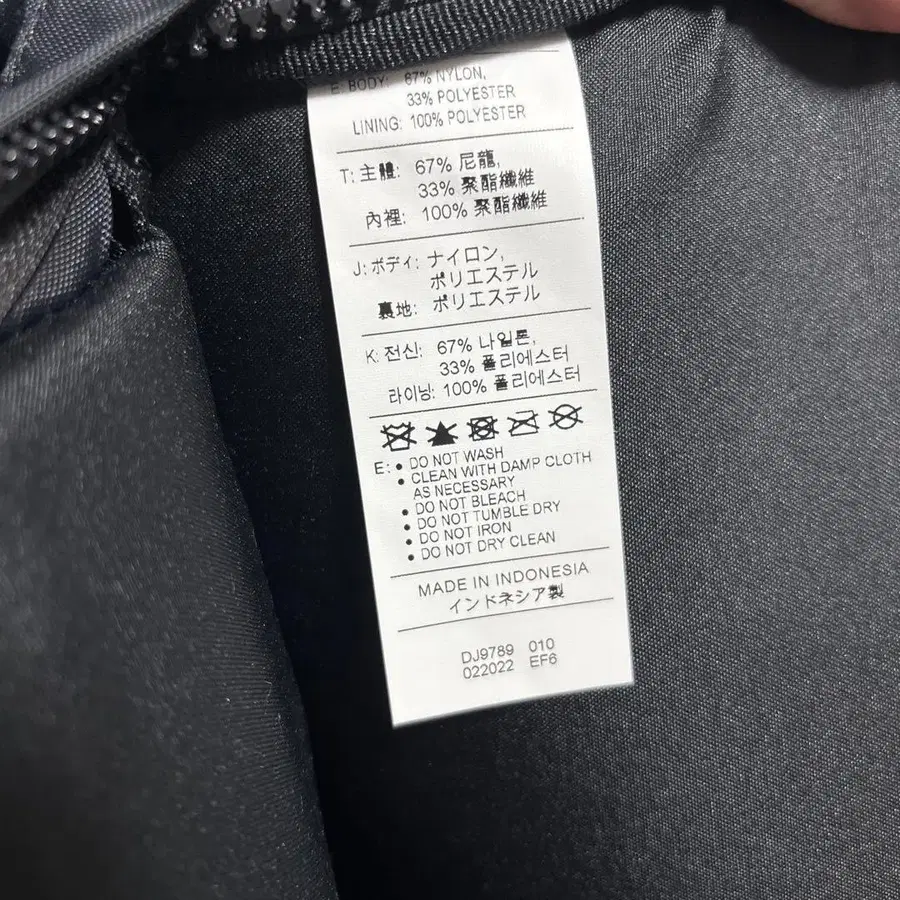 E: BODY: 67% NYLON,
33% POLYESTER
LINING: 100% POLYESTER
T: 主體: 67% 尼龍,
33% 聚酯纖維
內裡: 100% 聚酯纖維
J: ボディ: ナイロン,
ポリエステル
裏地: ポリエステル
K: 전신: 67% 나일론,
33% 폴리에스터
라이닝: 100% 폴리에스터
E: • DO NOT WASH
• CLEAN WITH DAMP CLOTH
AS NECESSARY
• DO NOT BLEACH
• DO NOT TUMBLE DRY
• DO NOT IRON
• DO NOT DRY CLEAN
MADE IN INDONESIA
インドネシア製
DJ9789 010
022022 EF6